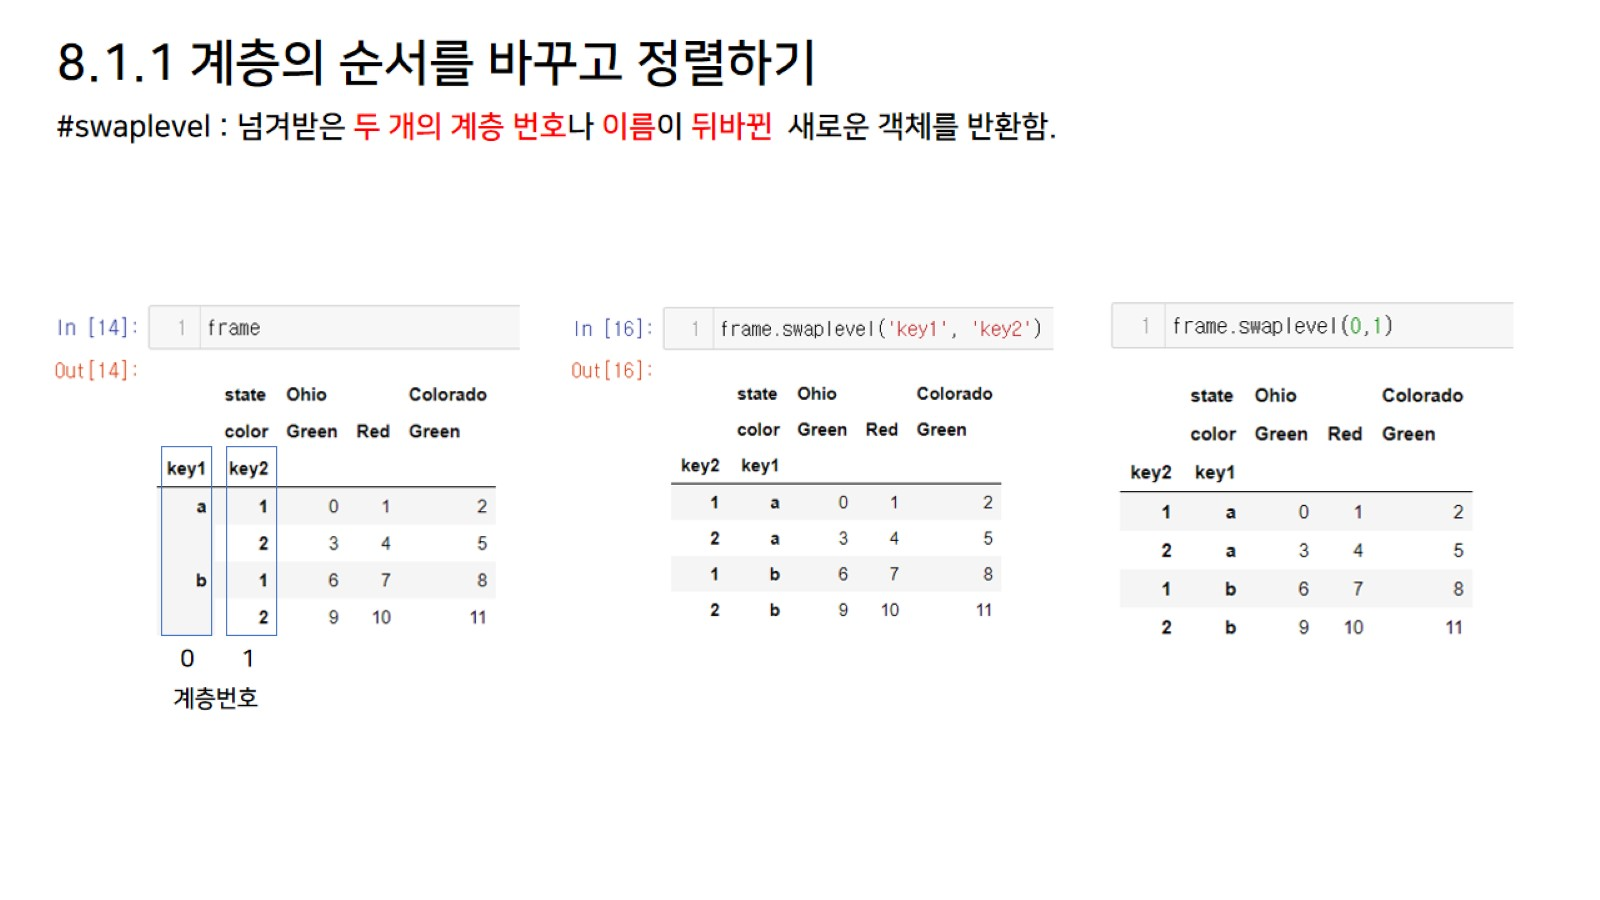 8.1.1 계층의 순서를 바꾸고 정렬하기
#swaplevel : 넘겨받은 두 개의 계층 번호나 이름이 뒤바뀐 새로운 객체를 반환함.
In [14]: 1 frame
Out[14]:
state Ohio Colorado
color Green Red Green
key1 key2
a 1 0 1 2
2 3 4 5
b 1 6 7 8
2 9 10 11
0 1
계층번호
In [16]: 1 frame.swaplevel('key1', 'key2')
Out[16]:
state Ohio Colorado
color Green Red Green
key2 key1
1 a 0 1 2
2 a 3 4 5
1 b 6 7 8
2 b 9 10 11
1 frame.swaplevel(0,1)
state Ohio Colorado
color Green Red Green
key2 key1
1 a 0 1 2
2 a 3 4 5
1 b 6 7 8
2 b 9 10 11